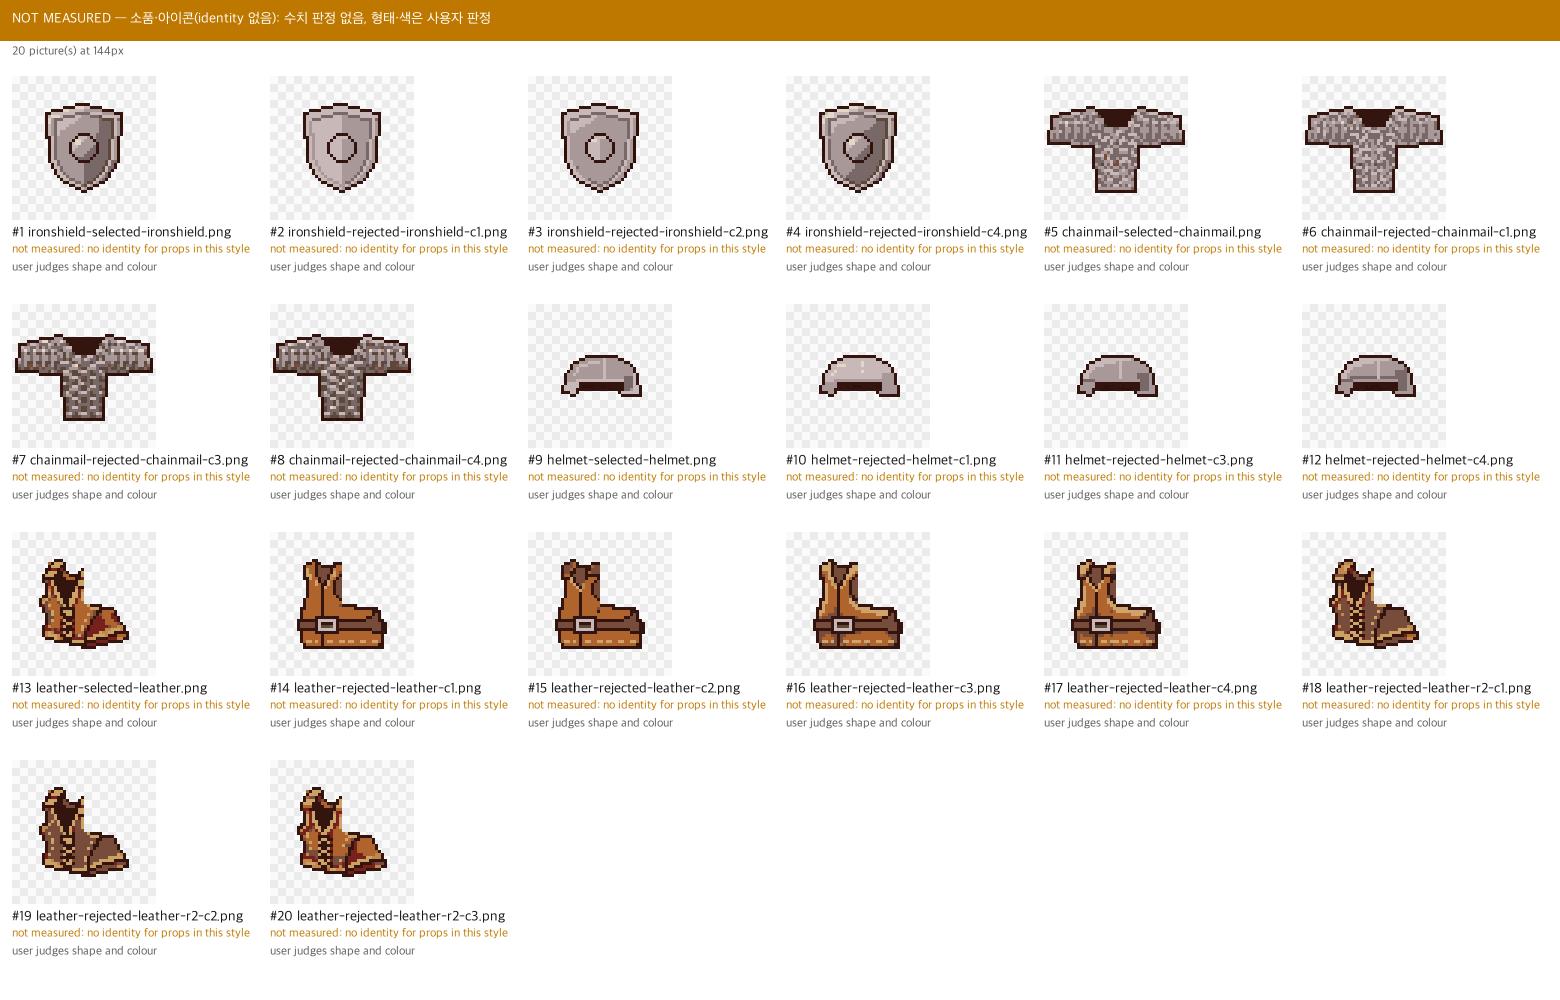 NOT MEASURED — 소품·아이콘(identity 없음): 수치 판정 없음, 형태·색은 사용자 판정
20 picture(s) at 144px
#1 ironshield-selected-ironshield.png
not measured: no identity for props in this style
user judges shape and colour
#2 ironshield-rejected-ironshield-c1.png
not measured: no identity for props in this style
user judges shape and colour
#3 ironshield-rejected-ironshield-c2.png
not measured: no identity for props in this style
user judges shape and colour
#4 ironshield-rejected-ironshield-c4.png
not measured: no identity for props in this style
user judges shape and colour
#5 chainmail-selected-chainmail.png
not measured: no identity for props in this style
user judges shape and colour
#6 chainmail-rejected-chainmail-c1.png
not measured: no identity for props in this style
user judges shape and colour
#7 chainmail-rejected-chainmail-c3.png
not measured: no identity for props in this style
user judges shape and colour
#8 chainmail-rejected-chainmail-c4.png
not measured: no identity for props in this style
user judges shape and colour
#9 helmet-selected-helmet.png
not measured: no identity for props in this style
user judges shape and colour
#10 helmet-rejected-helmet-c1.png
not measured: no identity for props in this style
user judges shape and colour
#11 helmet-rejected-helmet-c3.png
not measured: no identity for props in this style
user judges shape and colour
#12 helmet-rejected-helmet-c4.png
not measured: no identity for props in this style
user judges shape and colour
#13 leather-selected-leather.png
not measured: no identity for props in this style
user judges shape and colour
#14 leather-rejected-leather-c1.png
not measured: no identity for props in this style
user judges shape and colour
#15 leather-rejected-leather-c2.png
not measured: no identity for props in this style
user judges shape and colour
#16 leather-rejected-leather-c3.png
not measured: no identity for props in this style
user judges shape and colour
#17 leather-rejected-leather-c4.png
not measured: no identity for props in this style
user judges shape and colour
#18 leather-rejected-leather-r2-c1.png
not measured: no identity for props in this style
user judges shape and colour
#19 leather-rejected-leather-r2-c2.png
not measured: no identity for props in this style
user judges shape and colour
#20 leather-rejected-leather-r2-c3.png
not measured: no identity for props in this style
user judges shape and colour